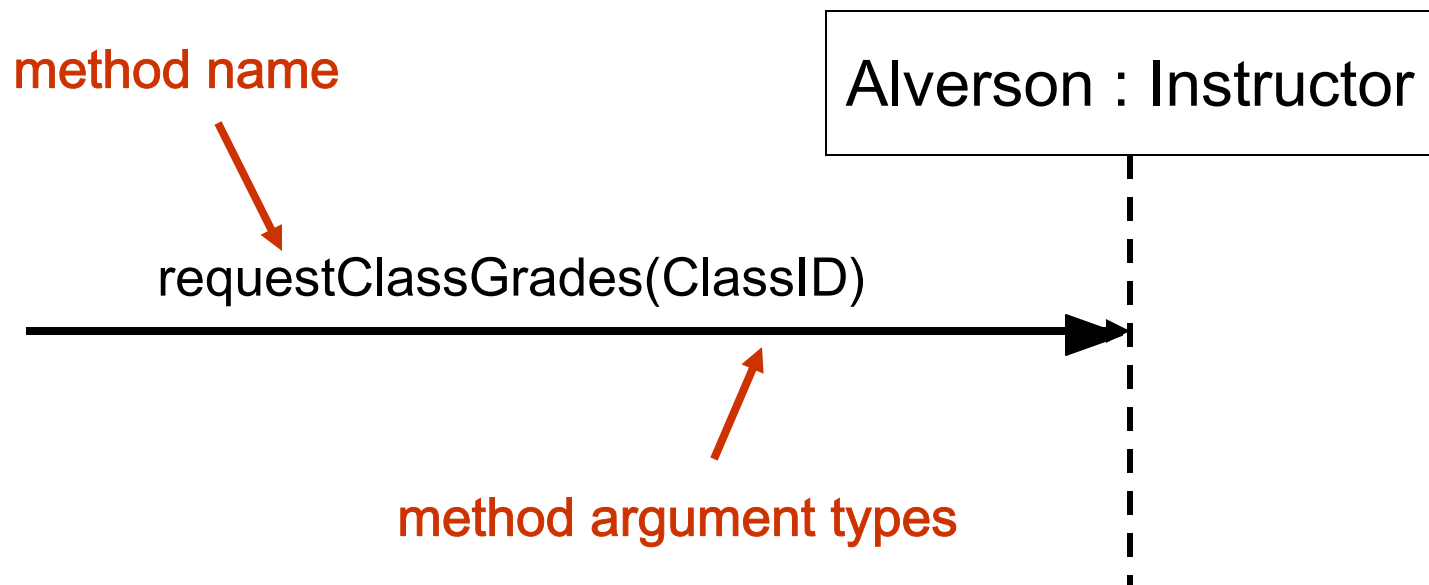 method name
Alverson : Instructor
requestClassGrades(ClassID)
method argument types